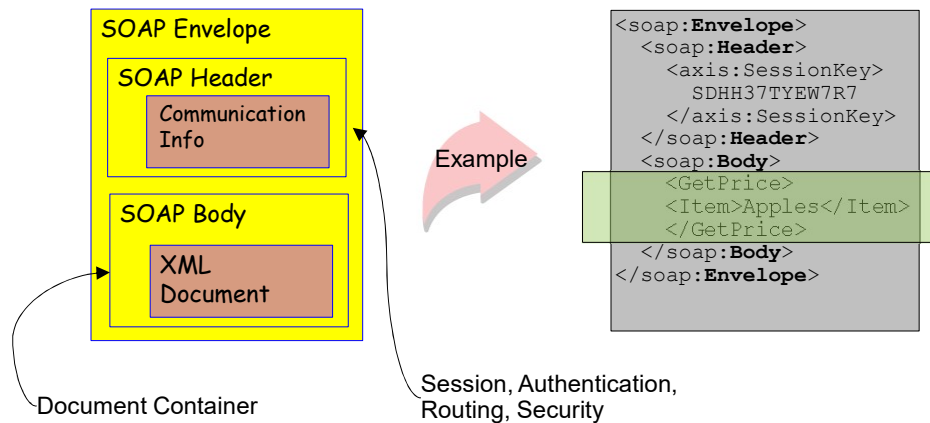 SOAP Envelope
SOAP Header
Communication
Info
SOAP Body
XML
Document
Document Container
Session, Authentication,
Routing, Security
Example
<soap:Envelope>
<soap:Header>
<axis:SessionKey>
SDHH37TYEW7R7
</axis:SessionKey>
</soap:Header>
<soap:Body>
<GetPrice>
<Item>Apples</Item>
</GetPrice>
</soap:Body>
</soap:Envelope>